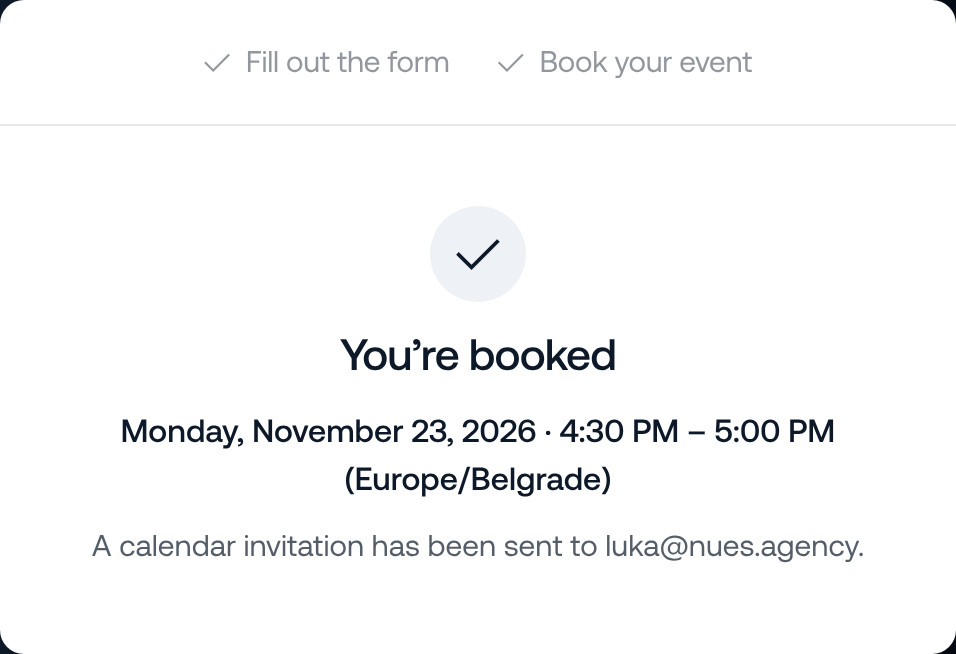 Fill out the form
Book your event
You’re booked
Monday, November 23, 2026 · 4:30 PM – 5:00 PM
(Europe/Belgrade)
A calendar invitation has been sent to luka@nues.agency.